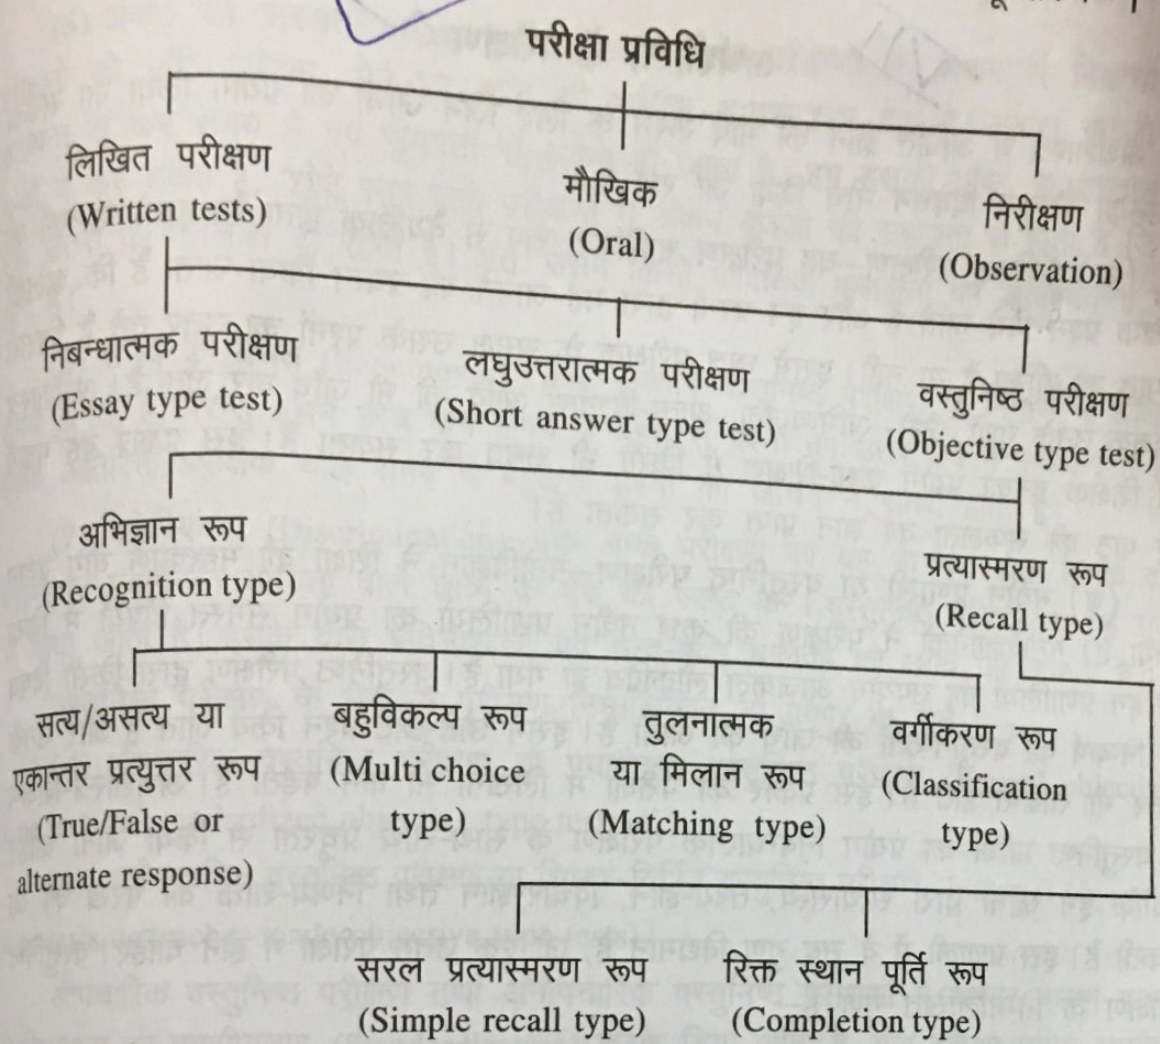 परीक्षा प्रविधि
लिखित परीक्षण
(Written tests)
मौखिक
(Oral)
निरीक्षण
(Observation)
निबन्धात्मक परीक्षण
(Essay type test)
लघुउत्तरात्मक परीक्षण
(Short answer type test)
वस्तुनिष्ठ परीक्षण
(Objective type test)
अभिज्ञान रूप
(Recognition type)
प्रत्यास्मरण रूप
(Recall type)
सत्य/असत्य या
एकान्तर प्रत्युत्तर रूप
(True/False or
alternate response)
बहुविकल्प रूप
(Multi choice
type)
तुलनात्मक
या मिलान रूप
(Matching type)
वर्गीकरण रूप
(Classification
type)
सरल प्रत्यास्मरण रूप
(Simple recall type)
रिक्त स्थान पूर्ति रूप
(Completion type)